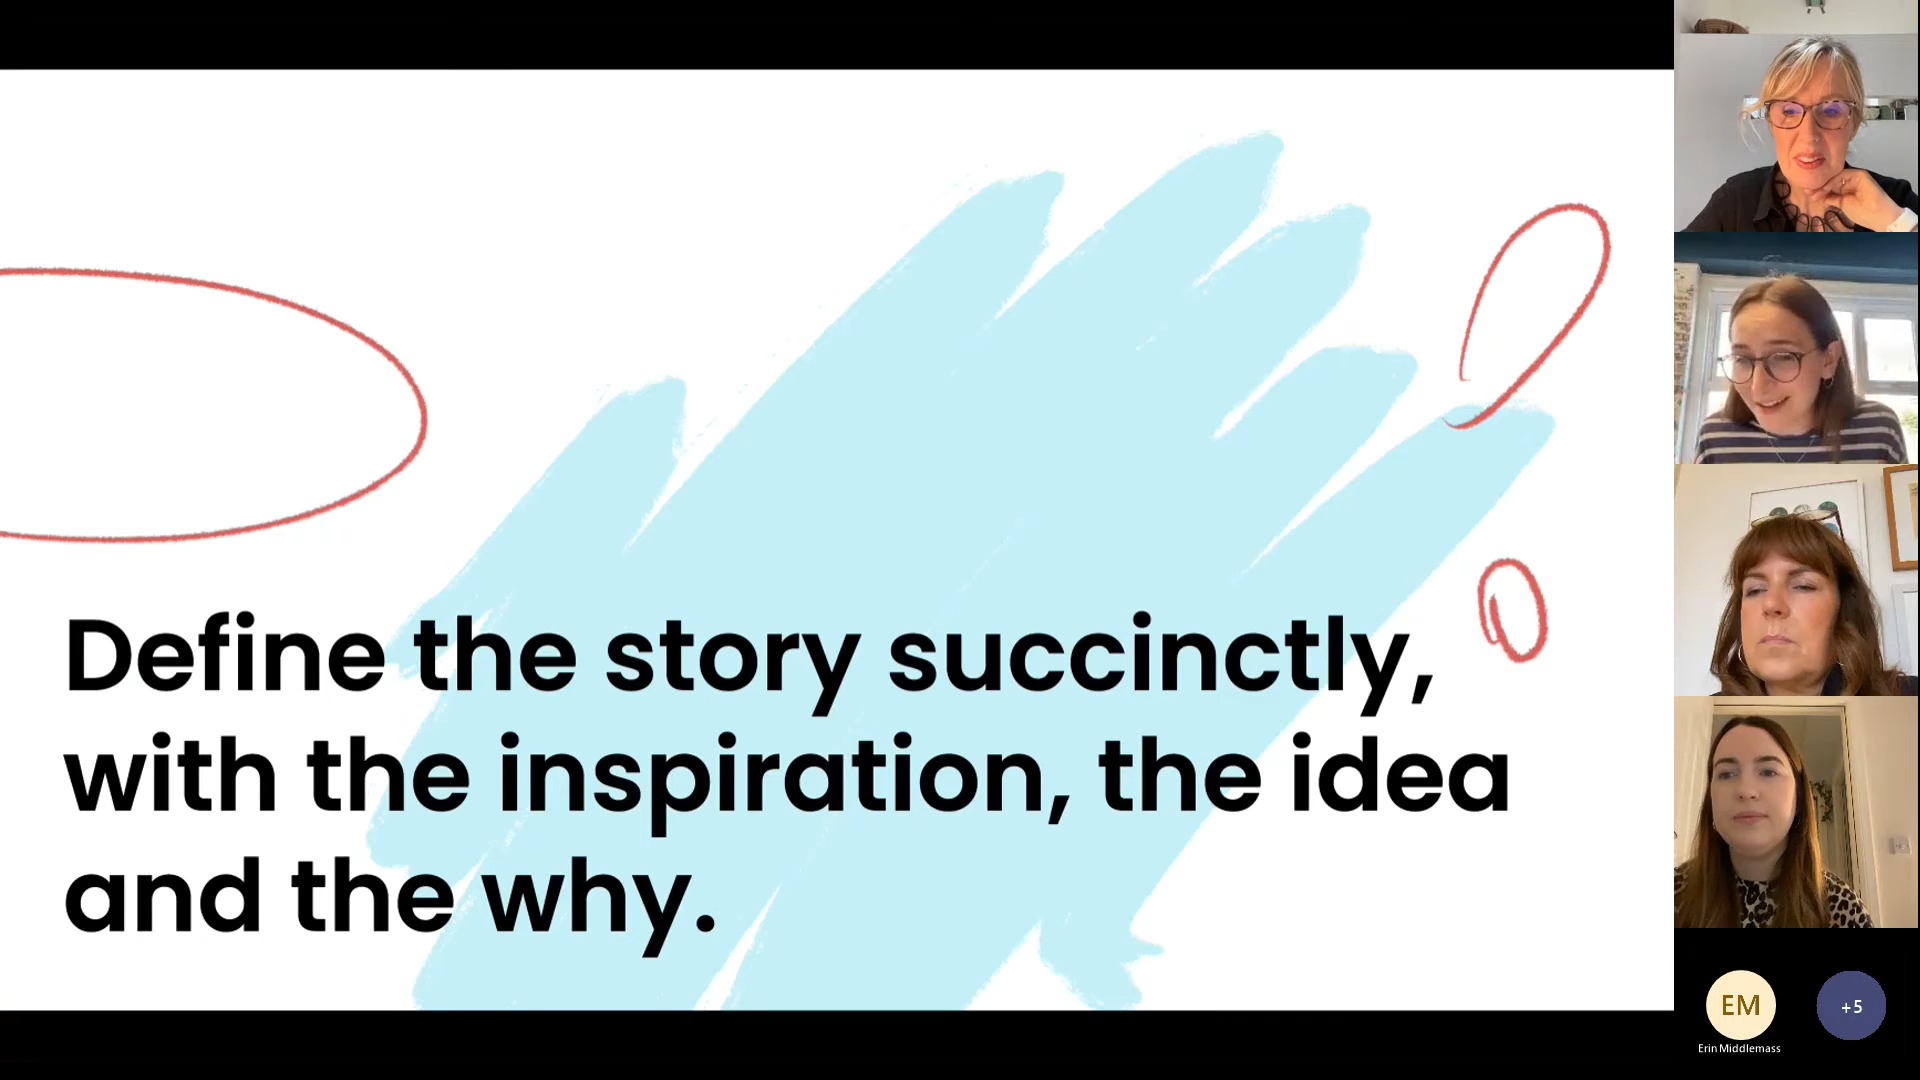 Define the story succinctly,
with the inspiration, the idea
and the why.
EM
+5
Erin Middlemass